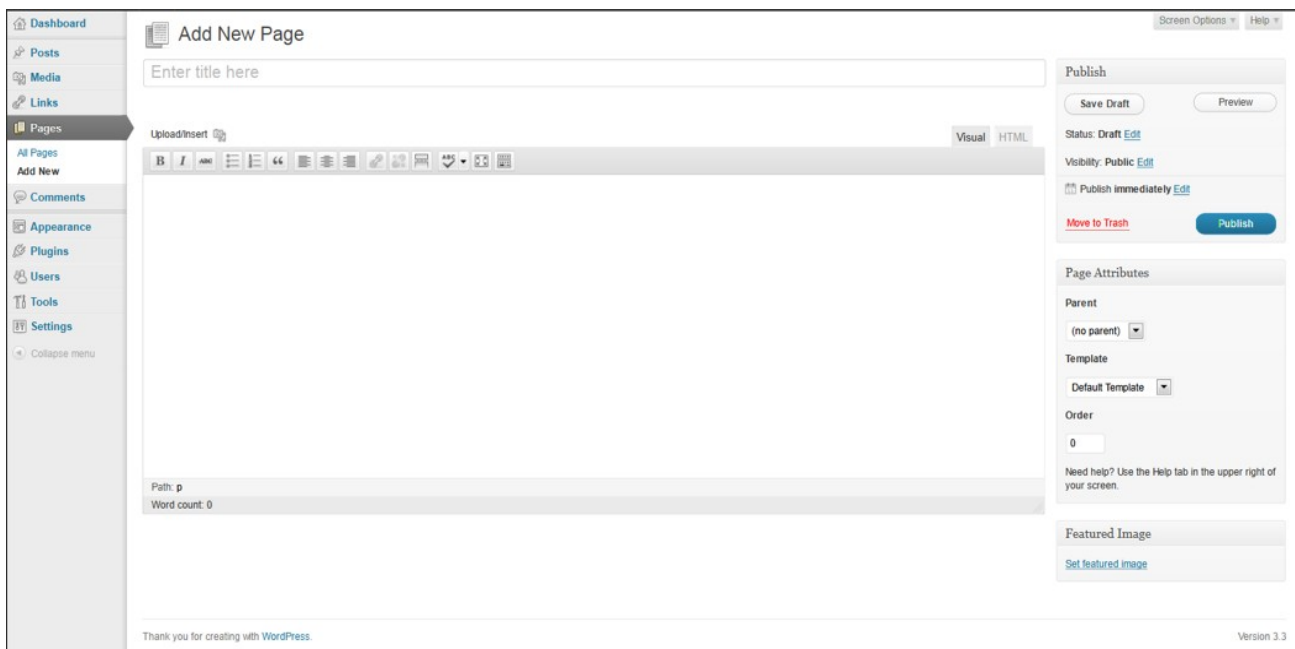 Dashboard
Posts
Media
Links
Pages
All Pages
Add New
Comments
Appearance
Plugins
Users
Tools
Settings
Collapse menu
Screen Options Help
Add New Page
Enter title here
Upload/Insert
Visual HTML
B I ABC “ ABC
Path: p
Word count: 0
Publish
Save Draft Preview
Status: Draft Edit
Visibility: Public Edit
Publish immediately Edit
Move to Trash Publish
Page Attributes
Parent
(no parent)
Template
Default Template
Order
0
Need help? Use the Help tab in the upper right of
your screen.
Featured Image
Set featured image
Thank you for creating with WordPress. Version 3.3